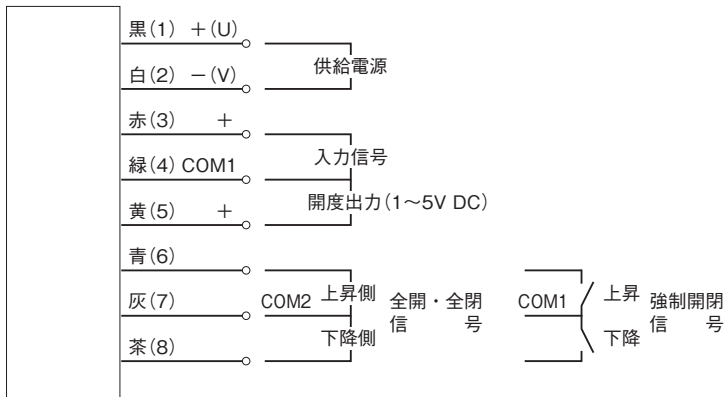 黒(1) +(U)
供給電源
白(2) −(V)
赤(3) +
入力信号
緑(4) COM1
開度出力(1〜5V DC)
黄(5) +
青(6)
灰(7) COM2 上昇側 全開・全閉 COM1 上昇 強制開閉
信号 信号
下降側 下降
茶(8)